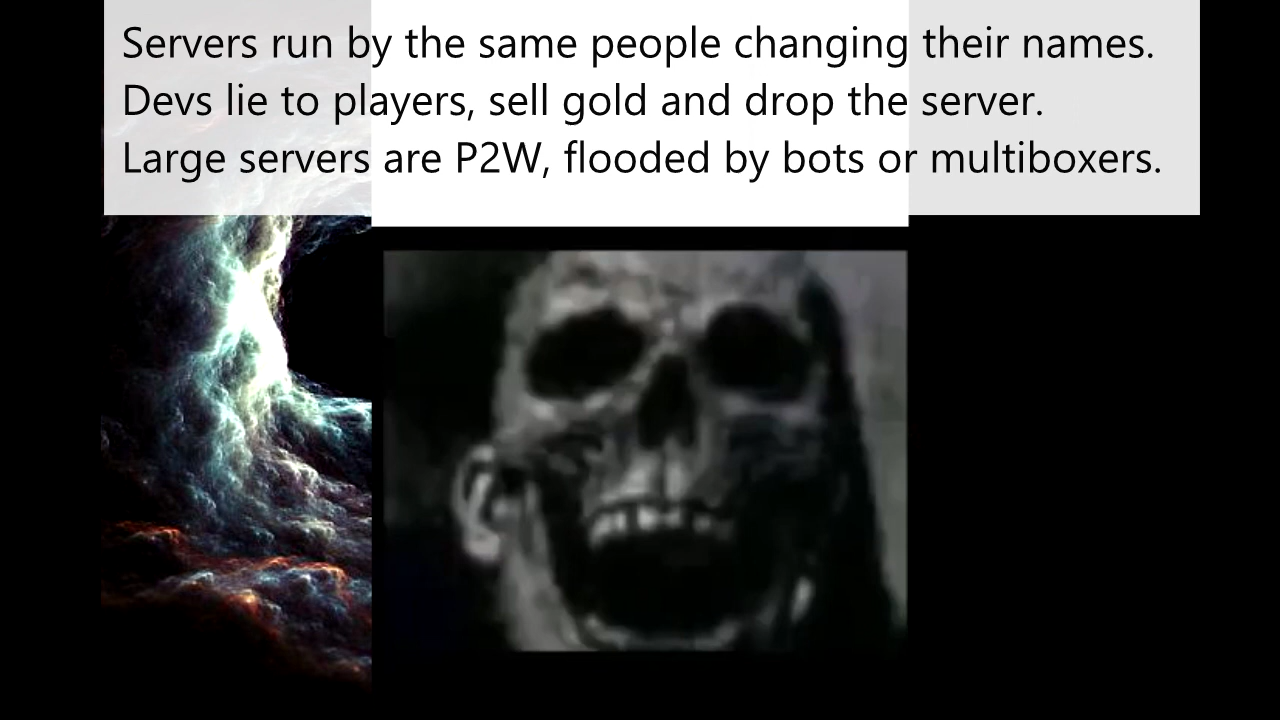 Servers run by the same people changing their names.
Devs lie to players, sell gold and drop the server.
Large servers are P2W, flooded by bots or multiboxers.